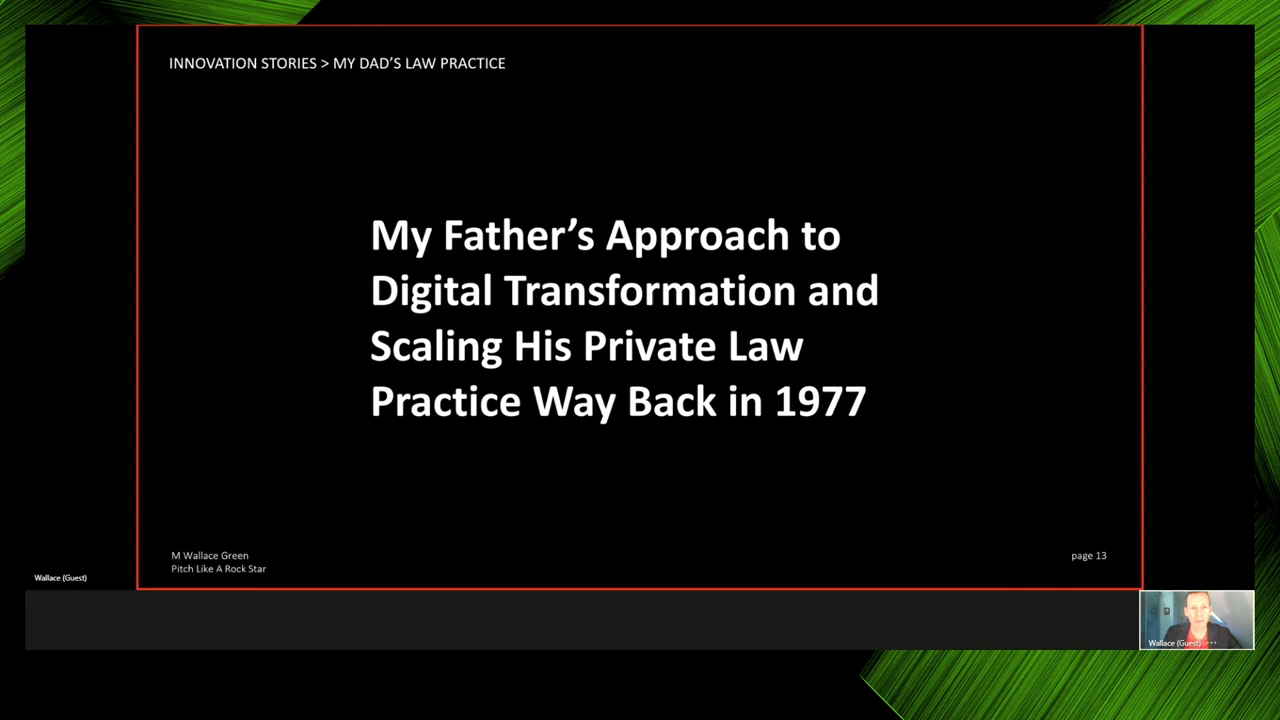 INNOVATION STORIES > MY DAD’S LAW PRACTICE
My Father’s Approach to
Digital Transformation and
Scaling His Private Law
Practice Way Back in 1977
M Wallace Green
Pitch Like A Rock Star
page 13
Wallace (Guest)
Wallace (Guest) ···